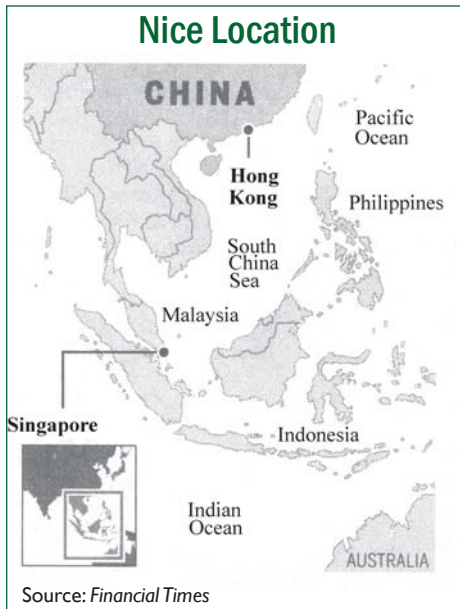 Nice Location
CHINA
Pacific
Ocean
Hong
Kong
Philippines
South
China
Sea
Malaysia
Singapore
Indonesia
Indian
Ocean
AUSTRALIA
Source: Financial Times